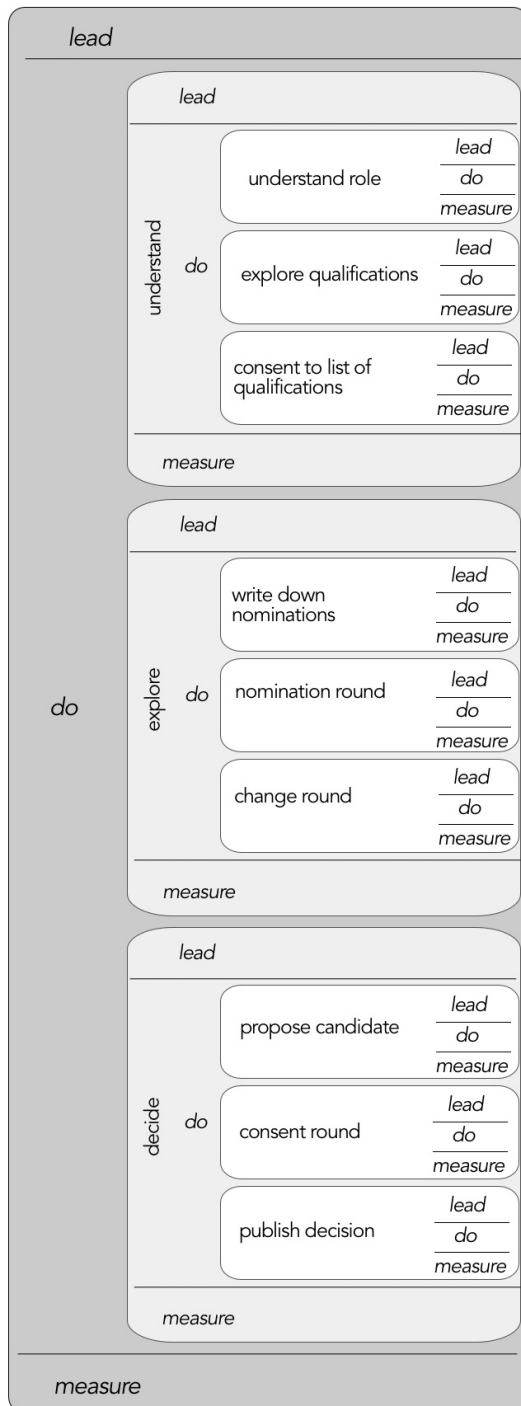 lead
lead
understand
do
understand role
lead
do
measure
explore qualifications
lead
do
measure
consent to list of
qualifications
lead
do
measure
measure
do
lead
explore
do
write down
nominations
lead
do
measure
nomination round
lead
do
measure
change round
lead
do
measure
measure
lead
decide
do
propose candidate
lead
do
measure
consent round
lead
do
measure
publish decision
lead
do
measure
measure
measure